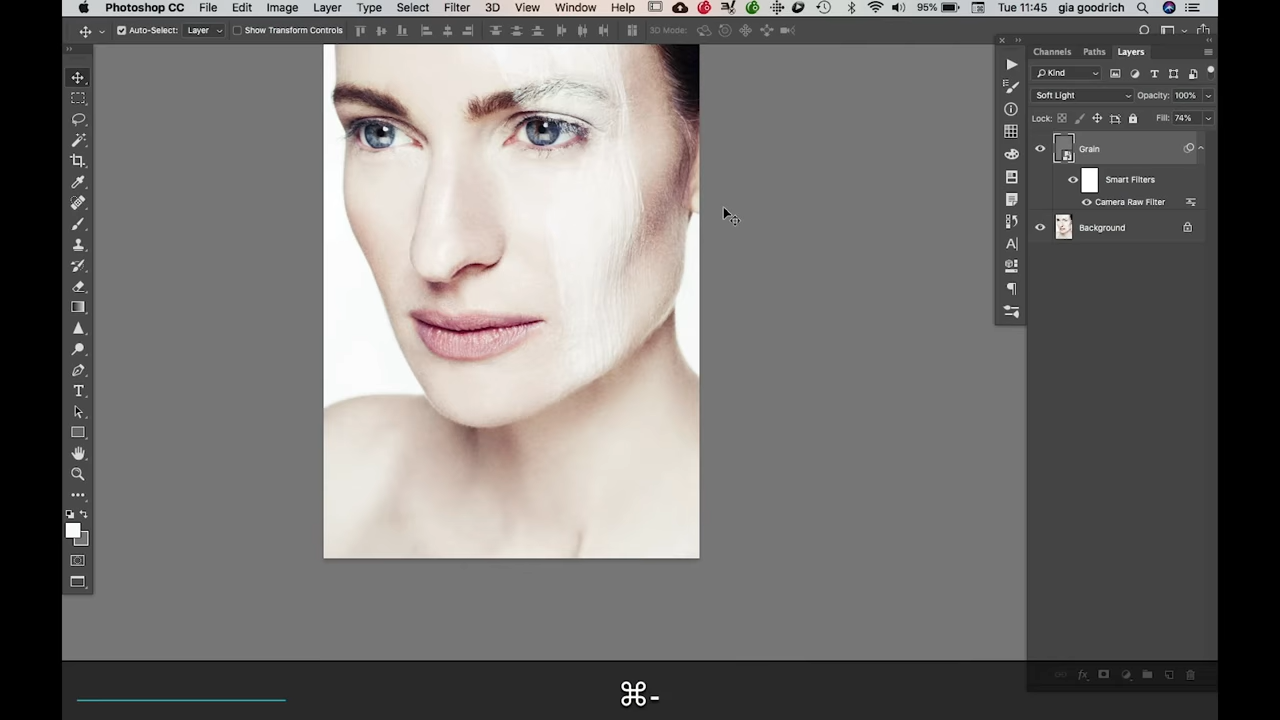 Photoshop CC File Edit Image Layer Type Select Filter 3D View Window Help 95% Tue 11:45 gia goodrich
Auto-Select: Layer Show Transform Controls 3D Mode:
Channels Paths Layers
Kind
Soft Light Opacity: 100%
Lock: Fill: 74%
Grain
Smart Filters
Camera Raw Filter
Background
⌘-